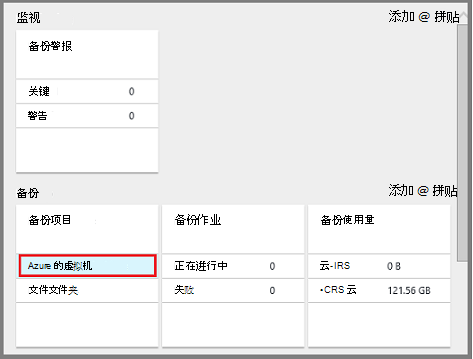 监视
添加 @ 拼贴
备份警报
关键 0
警告 0
备份
添加 @ 拼贴
备份项目
备份作业
备份使用量
Azure 的虚拟机
正在进行中 0
云-IRS 0 B
文件文件夹
失败 0
•CRS 云 121.56 GB